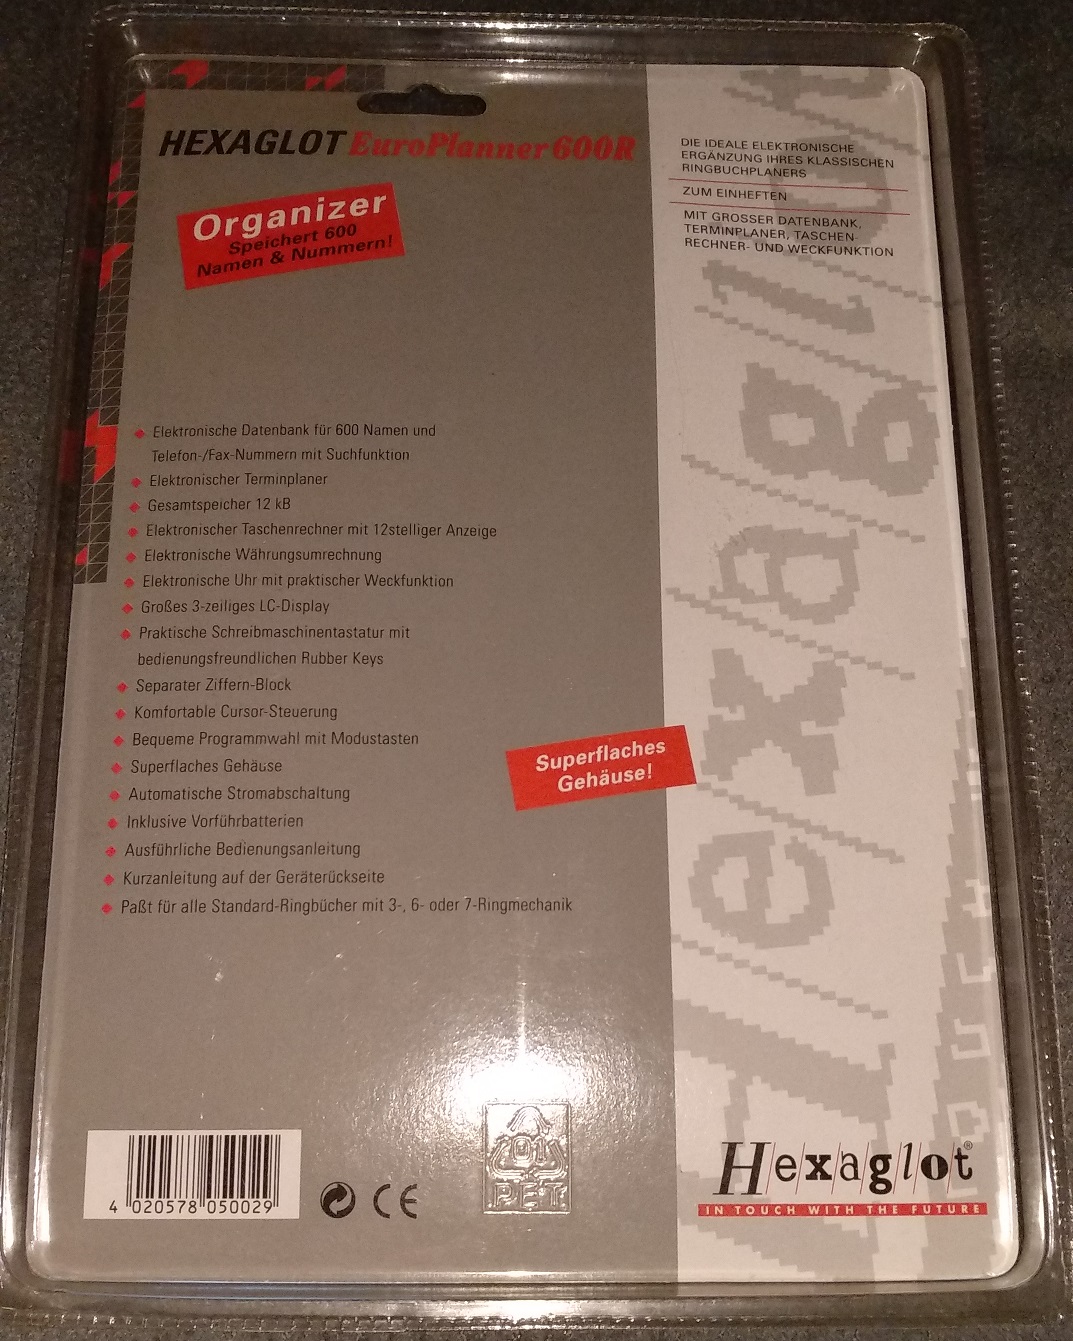 HEXAGLOT EuroPlanner 600R
Organizer
Speichert 600
Namen & Nummern!
DIE IDEALE ELEKTRONISCHE
ERGÄNZUNG IHRES KLASSISCHEN
RINGBUCHPLANERS
ZUM EINHEFTEN
MIT GROSSER DATENBANK,
TERMINPLANER, TASCHEN-
RECHNER- UND WECKFUNKTION
Elektronische Datenbank für 600 Namen und
Telefon-/Fax-Nummern mit Suchfunktion
Elektronischer Terminplaner
Gesamtspeicher 12 kB
Elektronischer Taschenrechner mit 12stelliger Anzeige
Elektronische Währungsumrechnung
Elektronische Uhr mit praktischer Weckfunktion
Großes 3-zeiliges LC-Display
Praktische Schreibmaschinentastatur mit
bedienungsfreundlichen Rubber Keys
Separater Ziffern-Block
Komfortable Cursor-Steuerung
Bequeme Programmwahl mit Modustasten
Superflaches Gehäuse
Automatische Stromabschaltung
Inklusive Vorführbatterien
Ausführliche Bedienungsanleitung
Kurzanleitung auf der Geräterückseite
Paßt für alle Standard-Ringbücher mit 3-, 6- oder 7-Ringmechanik
Superflaches
Gehäuse!
H/e/x/a/g/l/o
4 020578 050029
CE
01
PET
Hexaglot®
IN TOUCH WITH THE FUTURE